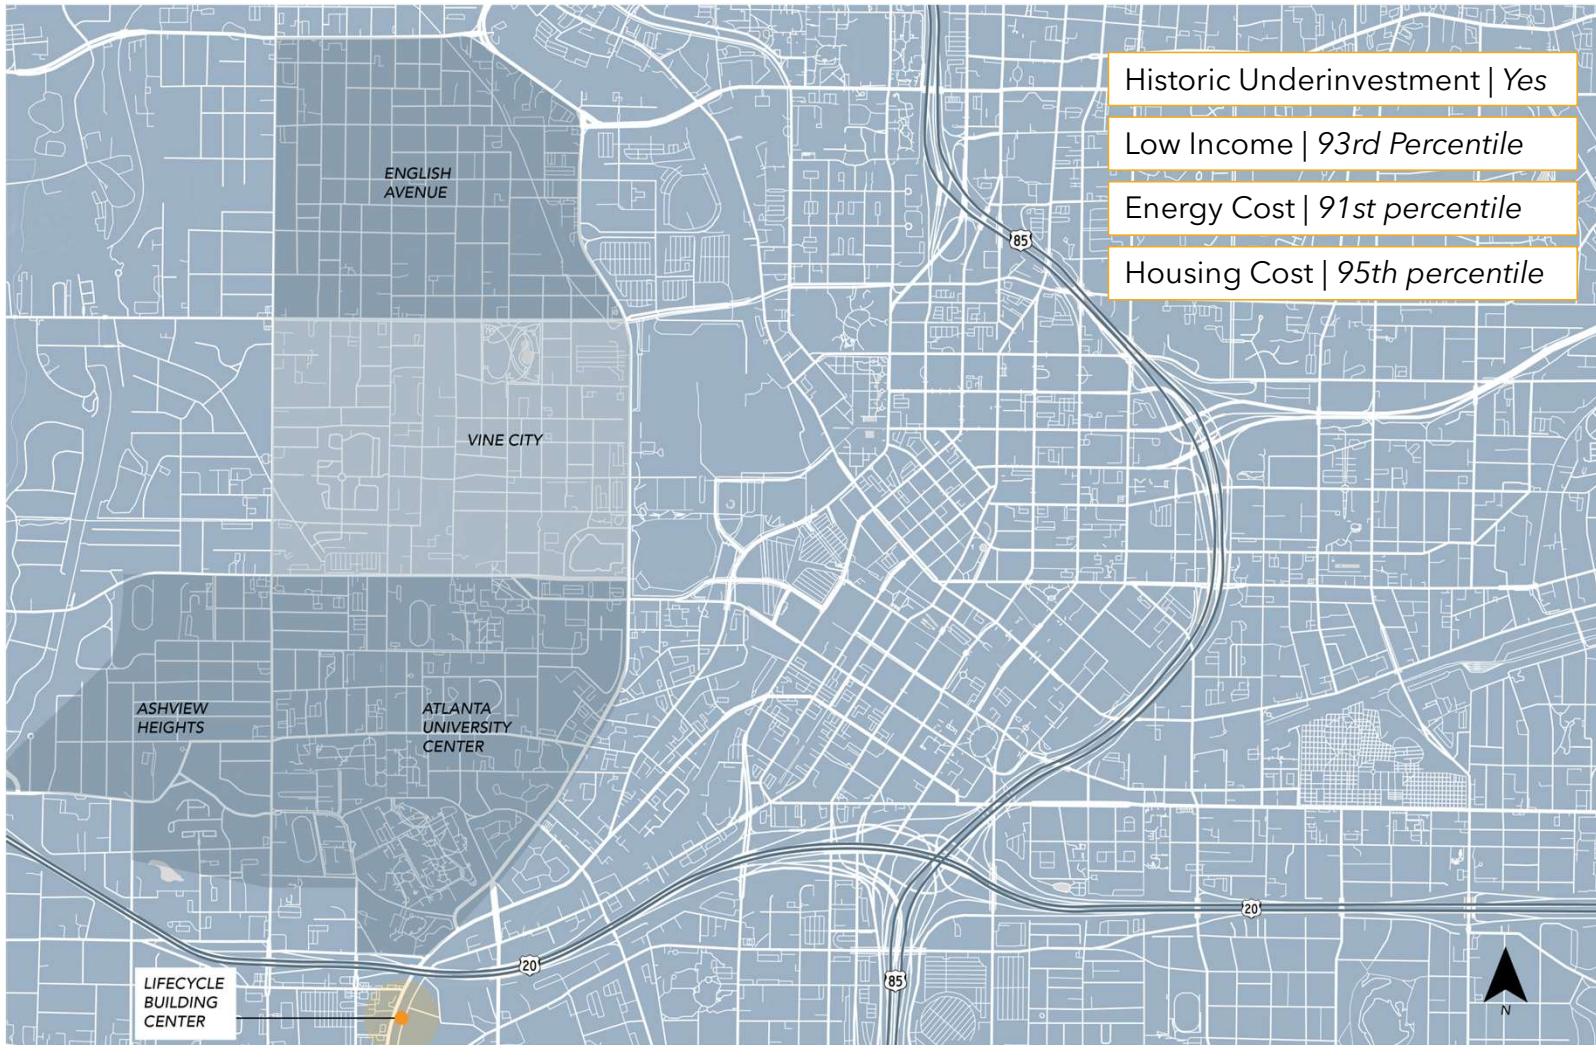 Historic Underinvestment | Yes
Low Income | 93rd Percentile
Energy Cost | 91st percentile
Housing Cost | 95th percentile
ENGLISH
AVENUE
85
VINE CITY
ASHVIEW
HEIGHTS
ATLANTA
UNIVERSITY
CENTER
20
20
85
LIFECYCLE
BUILDING
CENTER
N